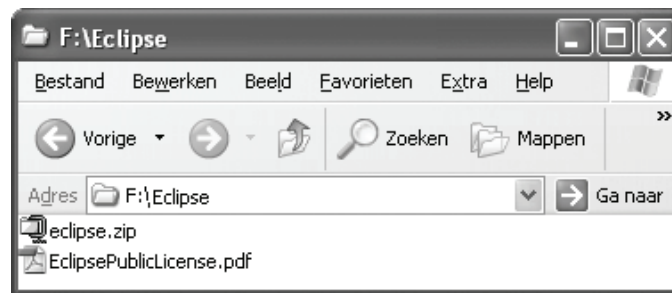 F:\Eclipse
Bestand Bewerken Beeld Favorieten Extra Help
Vorige Zoeken Mappen »
Adres F:\Eclipse Ga naar
eclipse.zip
EclipsePublicLicense.pdf